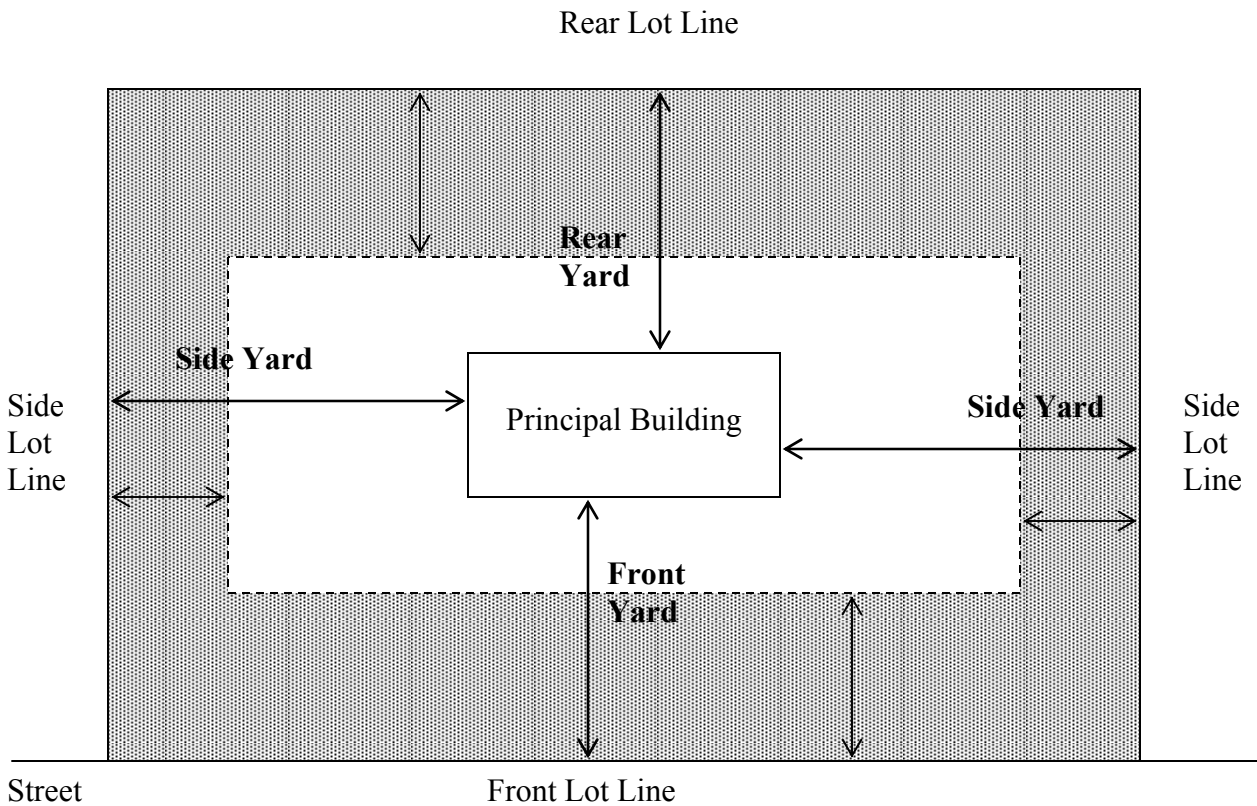 Rear Lot Line
Rear
Yard
Side Yard
Side
Lot
Line
Principal Building
Side Yard
Side
Lot
Line
Front
Yard
Street
Front Lot Line